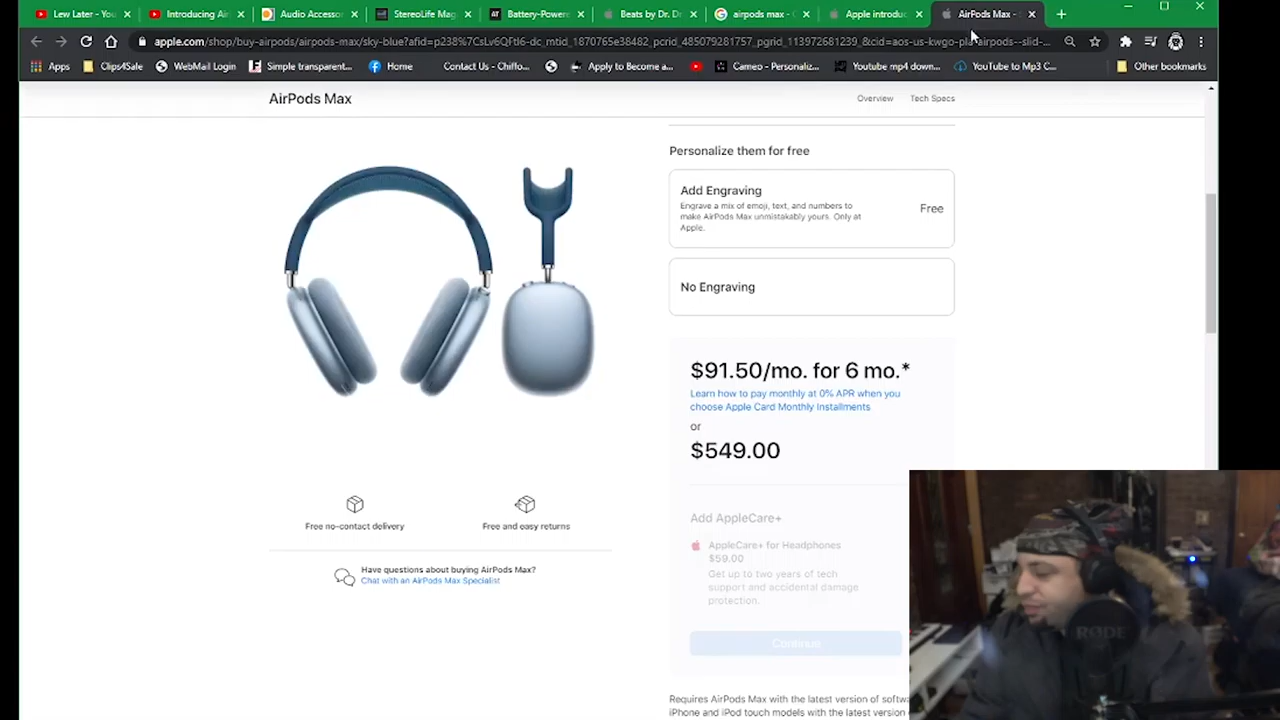 Lew Later - You
Introducing Air
Audio Accessor
StereoLife Mag
Battery-Powere
Beats by Dr. D
airpods max - G
Apple introduc
AirPods Max -
apple.com/shop/buy-airpods/airpods-max/sky-blue?afid=p238%7CsLv6QFtI6-dc_mtid_1870765e38482_pcrid_485079281757_pgrid_113972681239_&cid=aos-us-kwgo-pla-airpods--slid-...
Apps
Clips4Sale
WebMail Login
Simple transparent...
Home
Contact Us - Chiffo...
Apply to Become a...
Cameo - Personaliz...
Youtube mp4 down...
YouTube to Mp3 C...
Other bookmarks
AirPods Max
Overview
Tech Specs
Personalize them for free
Add Engraving
Engrave a mix of emoji, text, and numbers to
make AirPods Max unmistakably yours. Only at
Apple.
Free
No Engraving
$91.50/mo. for 6 mo.*
Learn how to pay monthly at 0% APR when you
choose Apple Card Monthly Installments
or
$549.00
Add AppleCare+
AppleCare+ for Headphones
$59.00
Get up to two years of tech
support and accidental damage
protection.
Continue
Free no-contact delivery
Free and easy returns
Have questions about buying AirPods Max?
Chat with an AirPods Max Specialist
Requires AirPods Max with the latest version of softw
iPhone and iPod touch models with the latest version
RØDE